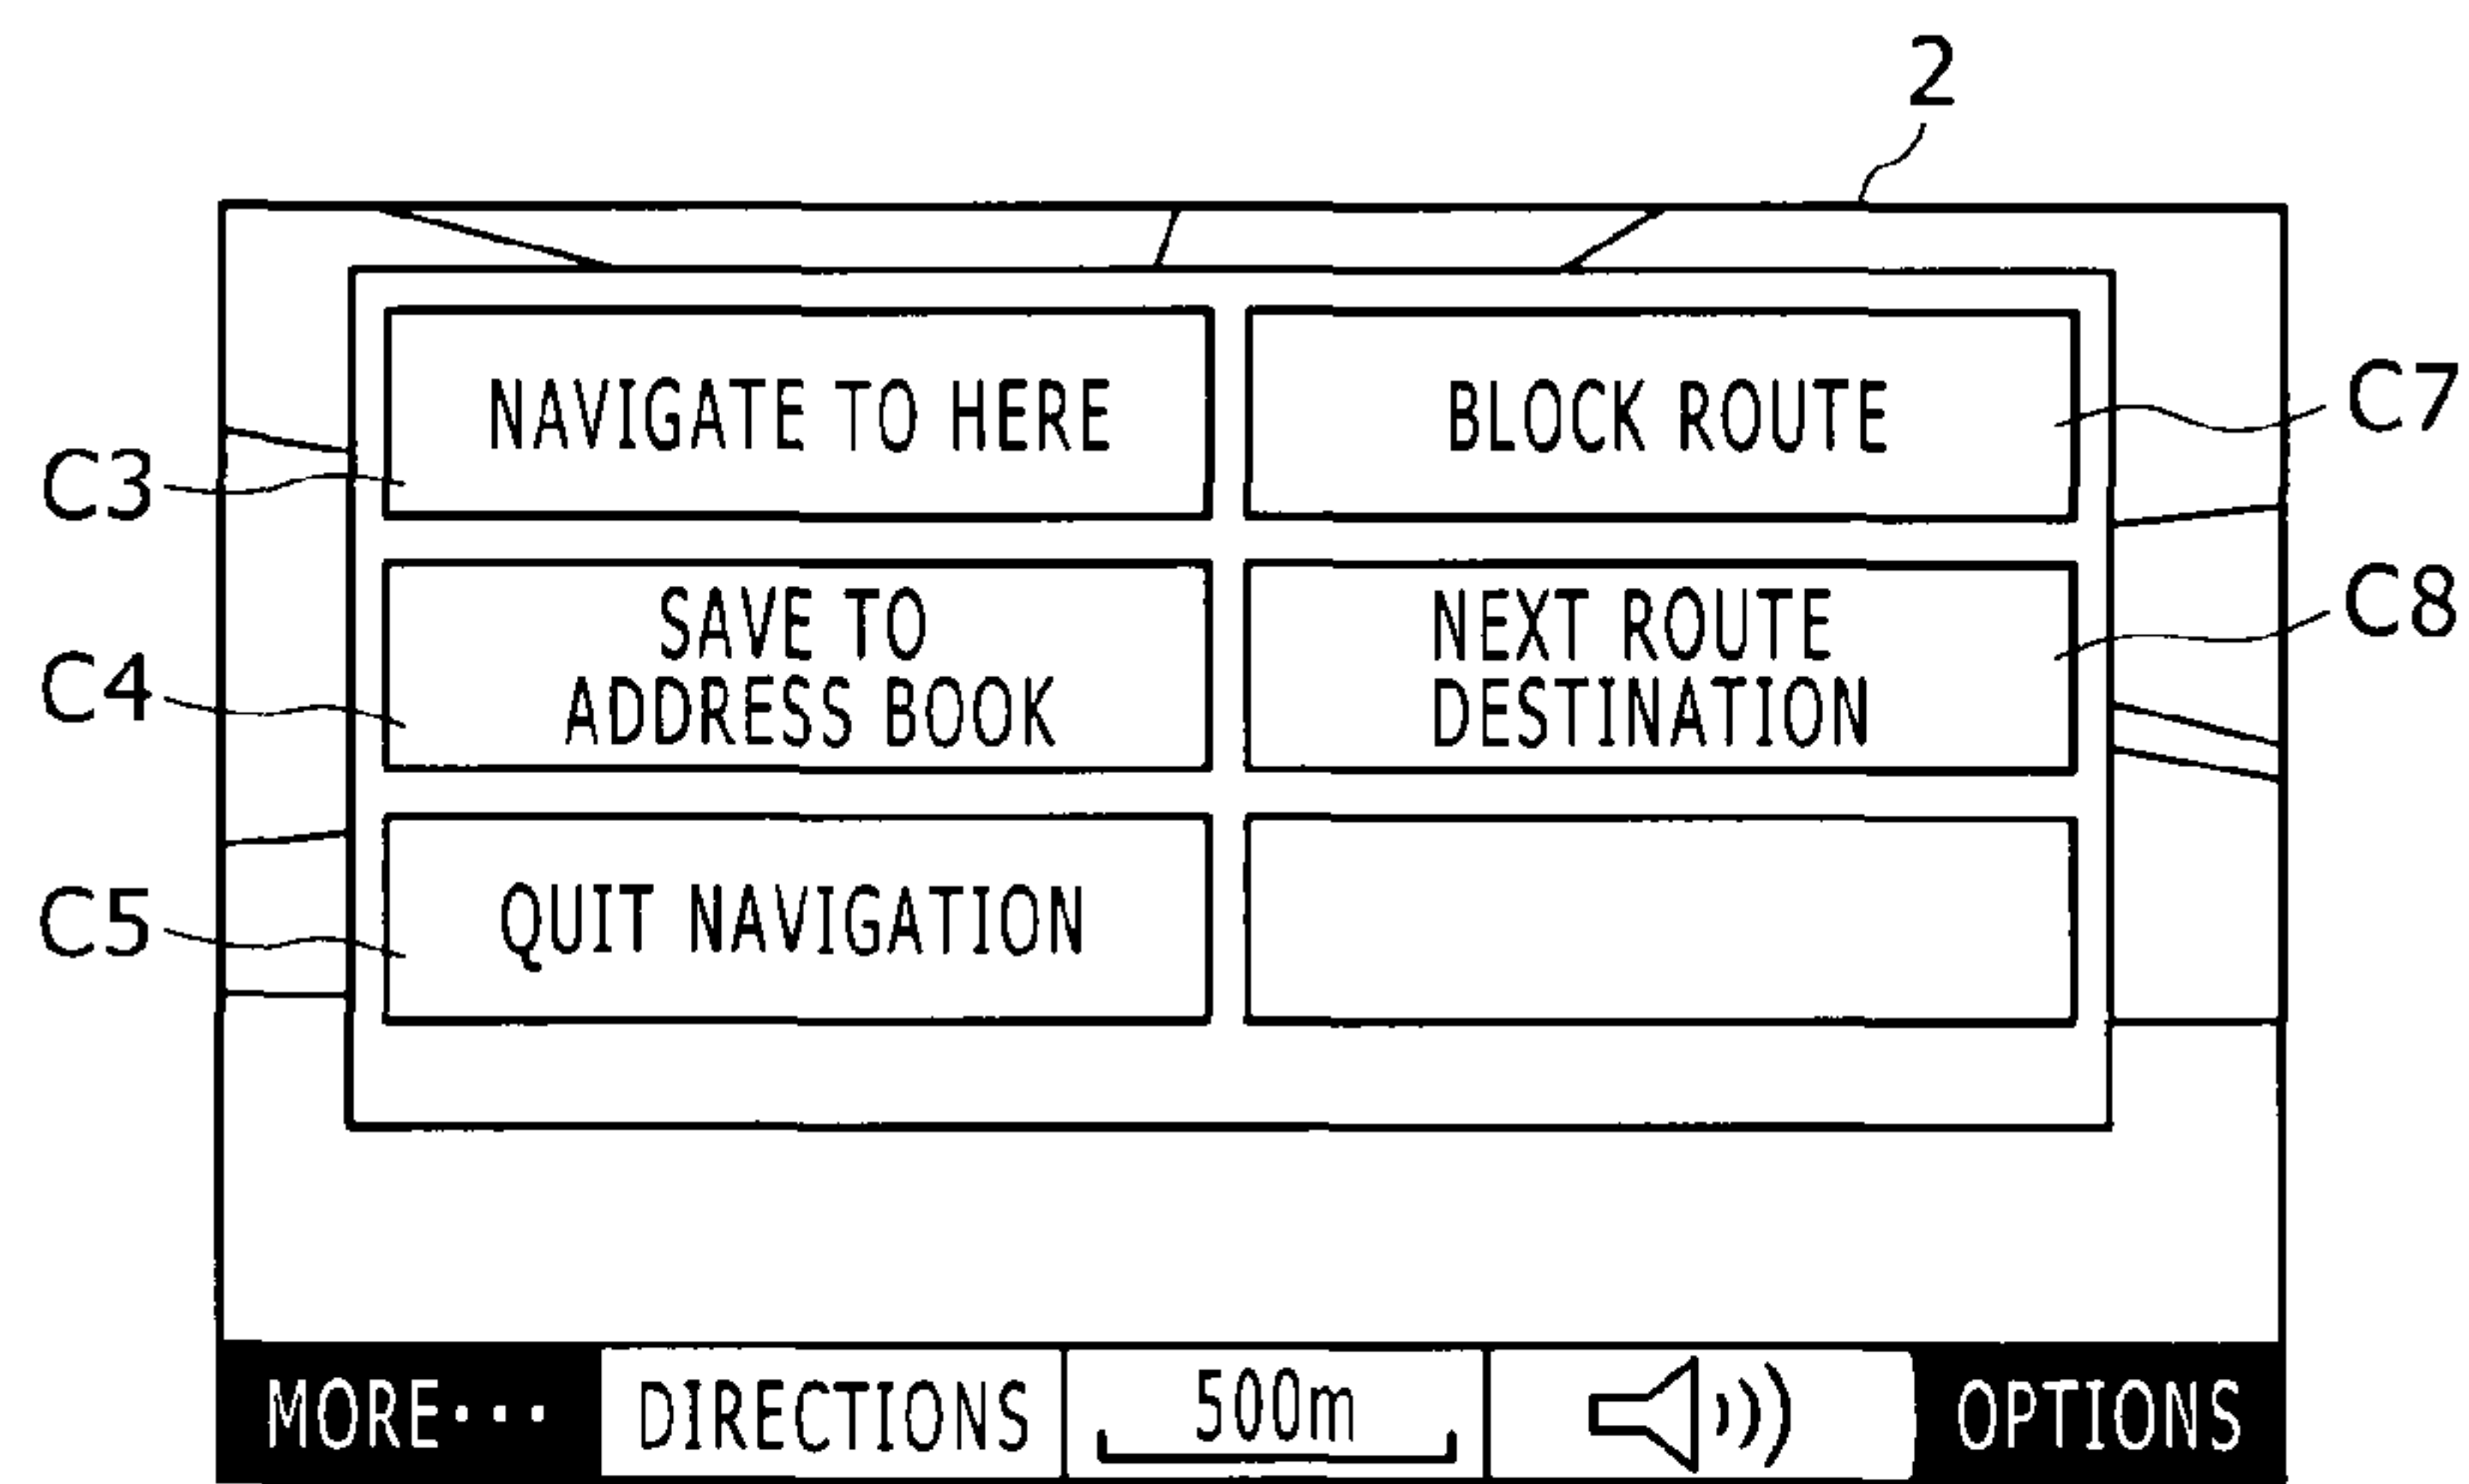 2
NAVIGATE TO HERE
BLOCK ROUTE
C7
C3
SAVE TO
ADDRESS BOOK
NEXT ROUTE
DESTINATION
C8
C4
QUIT NAVIGATION
C5
MORE···
DIRECTIONS
500m
OPTIONS